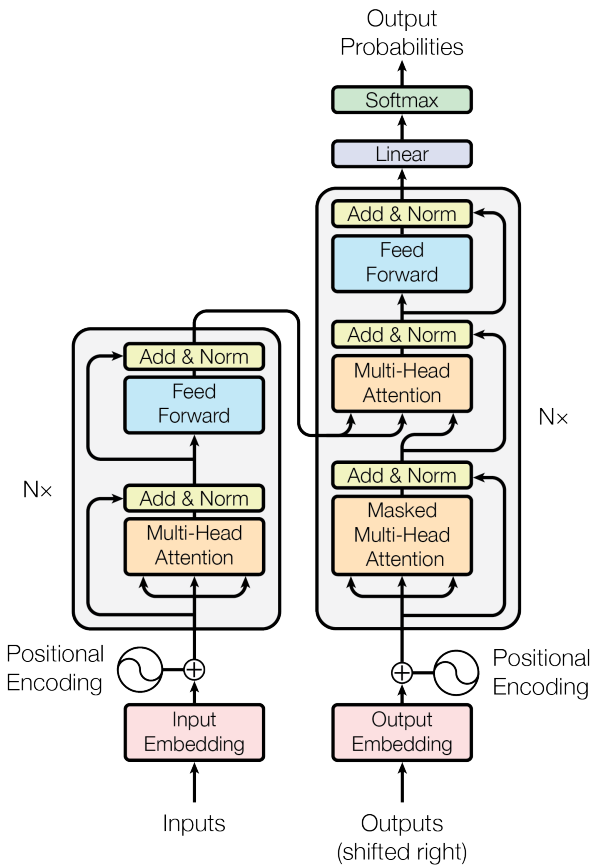 Output
Probabilities
Softmax
Linear
Add & Norm
Feed
Forward
Add & Norm
Multi-Head
Attention
Add & Norm
Masked
Multi-Head
Attention
N×
Positional
Encoding
Output
Embedding
Outputs
(shifted right)
Add & Norm
Feed
Forward
Add & Norm
Multi-Head
Attention
N×
Positional
Encoding
Input
Embedding
Inputs